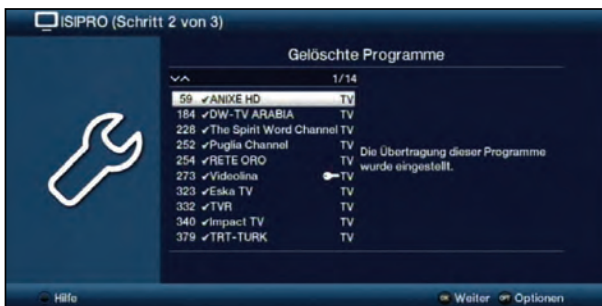 ISIPRO (Schritt 2 von 3)
Gelöschte Programme
1/14
59 ✔ANIXE HD TV
184 ✔DW-TV ARABIA TV
228 ✔The Spirit Word Channel TV
252 ✔Puglia Channel TV
254 ✔RETE ORO TV
273 ✔Videolina TV
323 ✔Eska TV TV
332 ✔TVR TV
340 ✔Impact TV TV
379 ✔TRT-TURK TV
Die Übertragung dieser Programme
wurde eingestellt.
Hilfe OK Weiter OPT Optionen